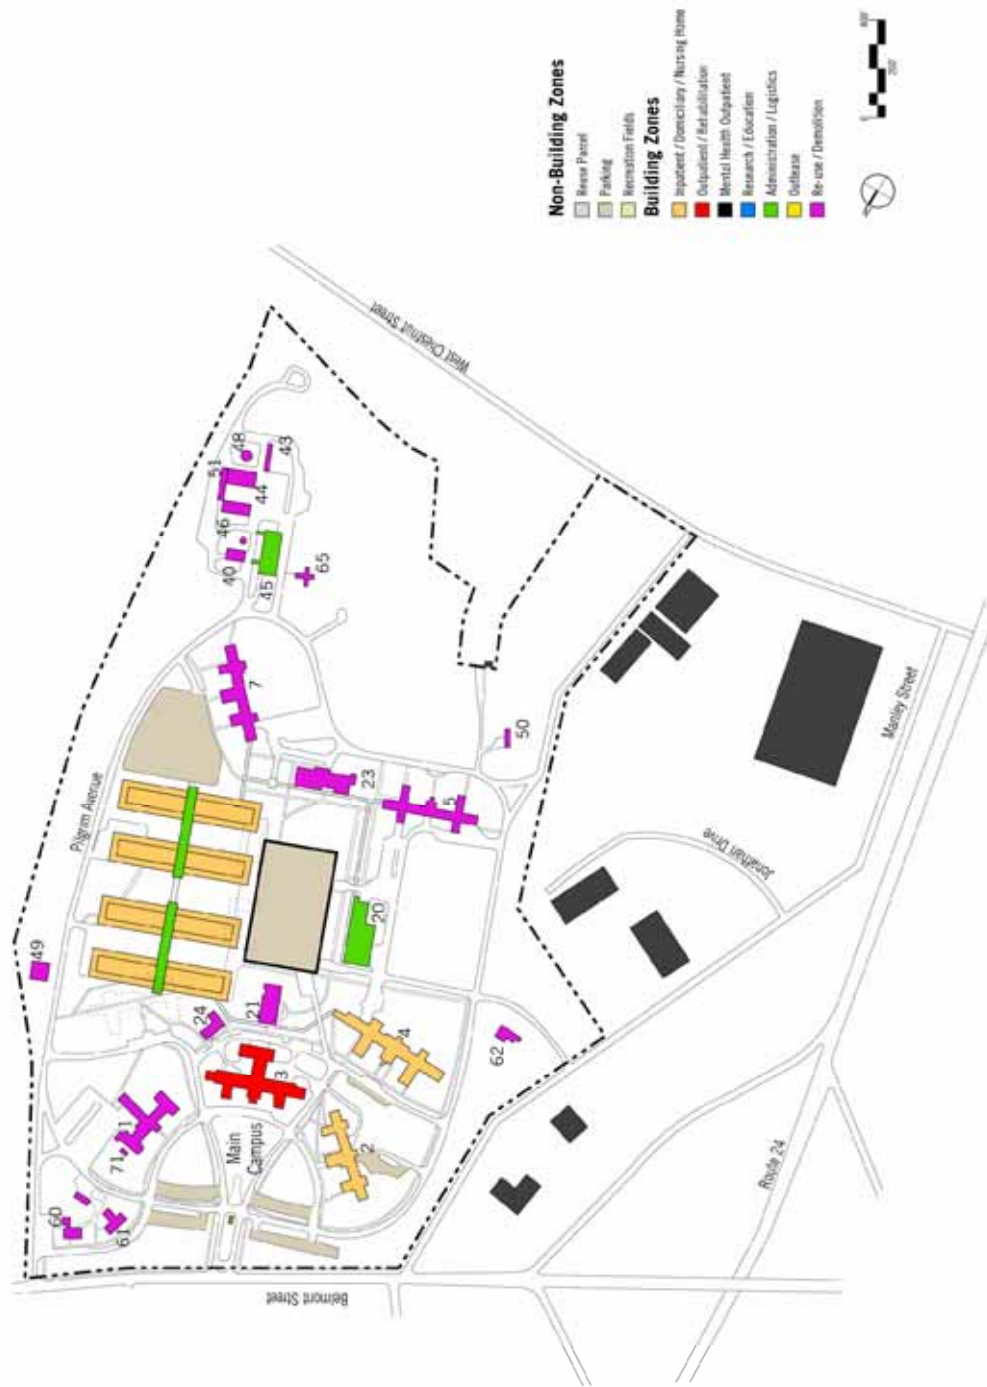 Non-Building Zones
Reuse Parcel
Parking
Recreation Fields
Building Zones
Inpatient / Domiciliary / Nursing Home
Outpatient / Rehabilitation
Mental Health Outpatient
Research / Education
Administration / Logistics
Outlease
Re-use / Demolition
0'
200'
400'
West Chestnut Street
Pilgrim Avenue
Manley Street
Jonathan Drive
Route 24
Belmont Street
Main
Campus
51
48
43
44
46
40
45
65
7
23
5
50
20
49
21
24
3
4
2
62
71
60
61